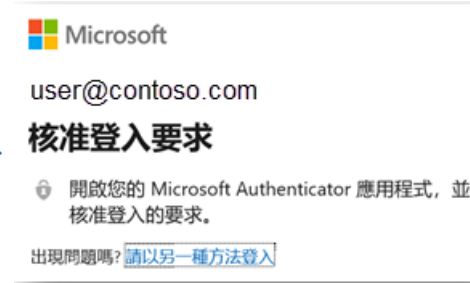 Microsoft
user@contoso.com
核准登入要求
開啟您的 Microsoft Authenticator 應用程式，並
核准登入的要求。
出現問題嗎? 請以另一種方法登入